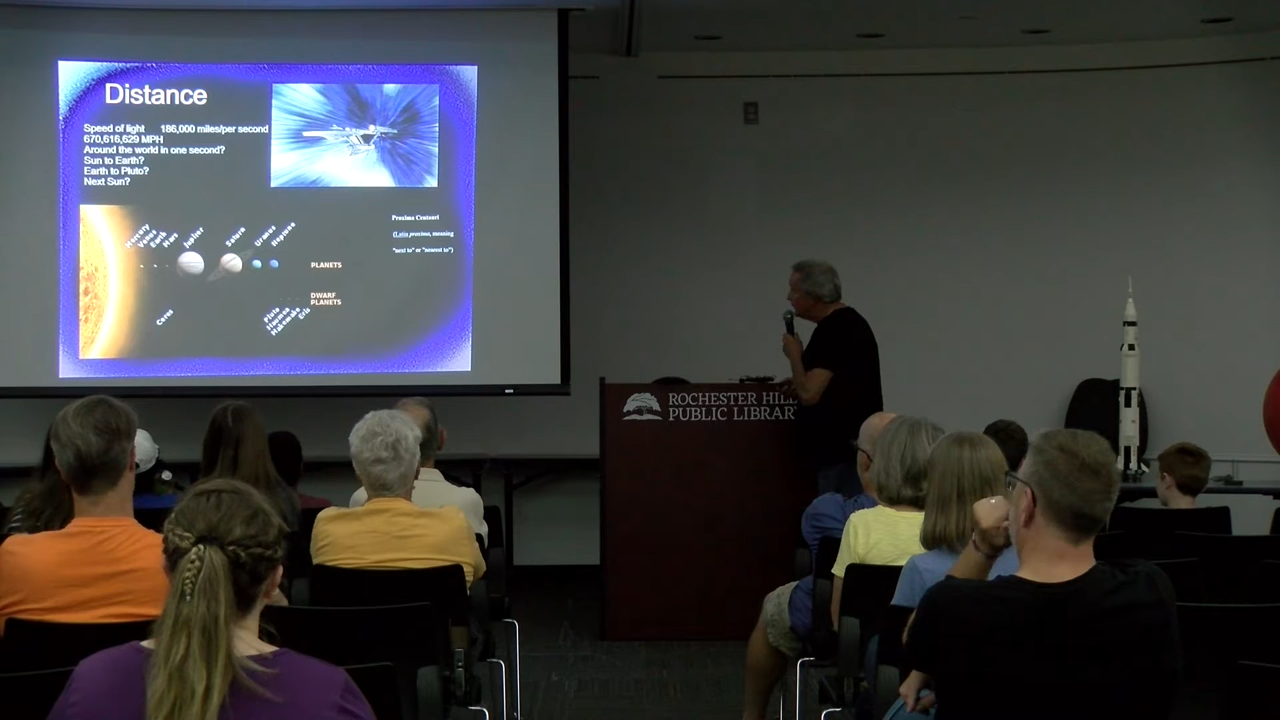 Distance
Speed of light 186,000 miles/per second
670,616,629 MPH
Around the world in one second?
Sun to Earth?
Earth to Pluto?
Next Sun?
Proxima Centauri
(Latin proxima, meaning
"next to" or "nearest to")
Mercury
Venus
Earth
Mars
Jupiter
Saturn
Uranus
Neptune
PLANETS
DWARF
PLANETS
Ceres
Pluto
Haumea
Makemake
Eris
ROCHESTER HILL
PUBLIC LIBRARY